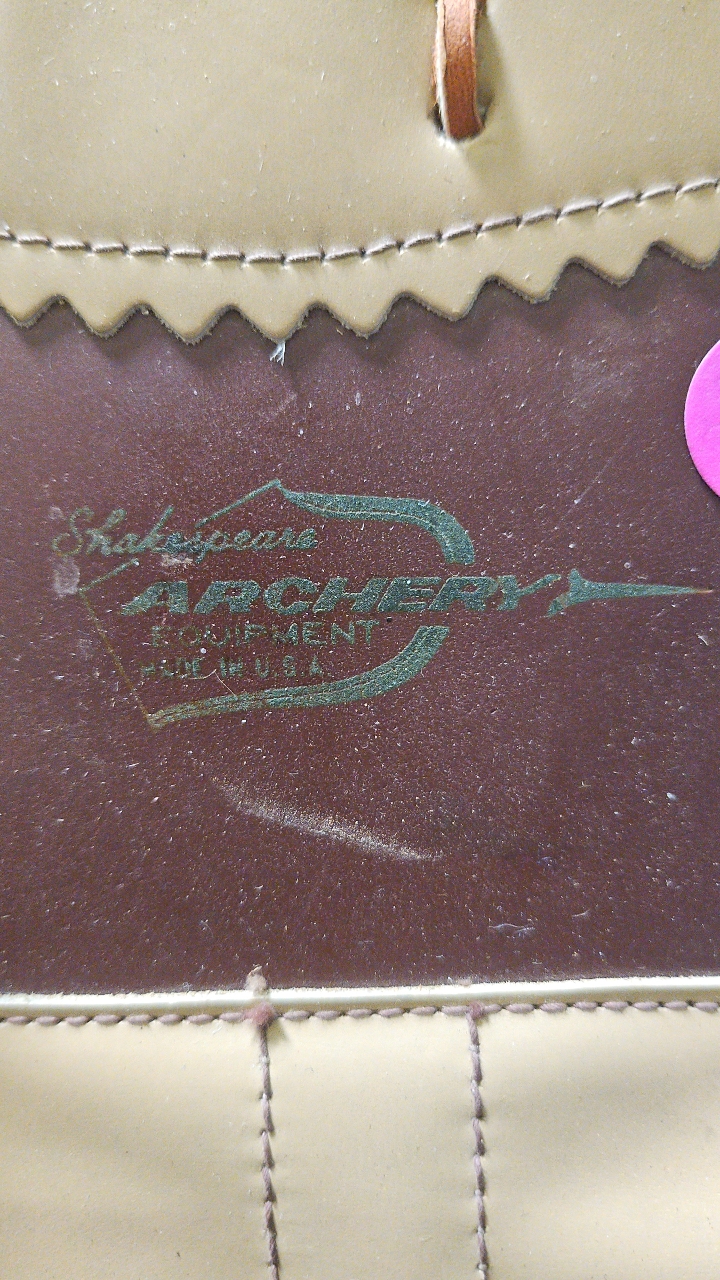 Shakespeare
ARCHERY
EQUIPMENT
MADE IN U.S.A.